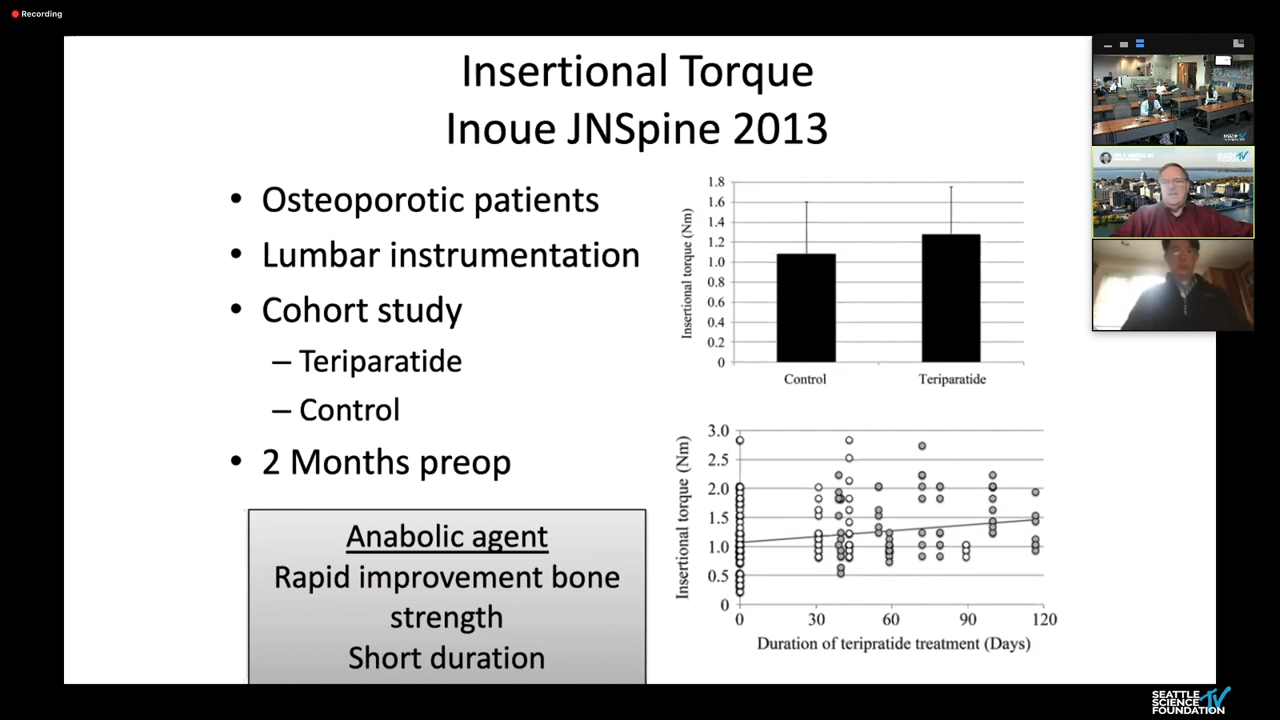 Recording
Insertional Torque
Inoue JNSpine 2013
• Osteoporotic patients
• Lumbar instrumentation
• Cohort study
– Teriparatide
– Control
• 2 Months preop
Anabolic agent
Rapid improvement bone
strength
Short duration
Insertional torque (Nm)
1.8
1.6
1.4
1.2
1.0
0.8
0.6
0.4
0.2
0
Control Teriparatide
Insertional torque (Nm)
3.0
2.5
2.0
1.5
1.0
0.5
0
0 30 60 90 120
Duration of teripratide treatment (Days)
SEATTLE
SCIENCE TV
FOUNDATION